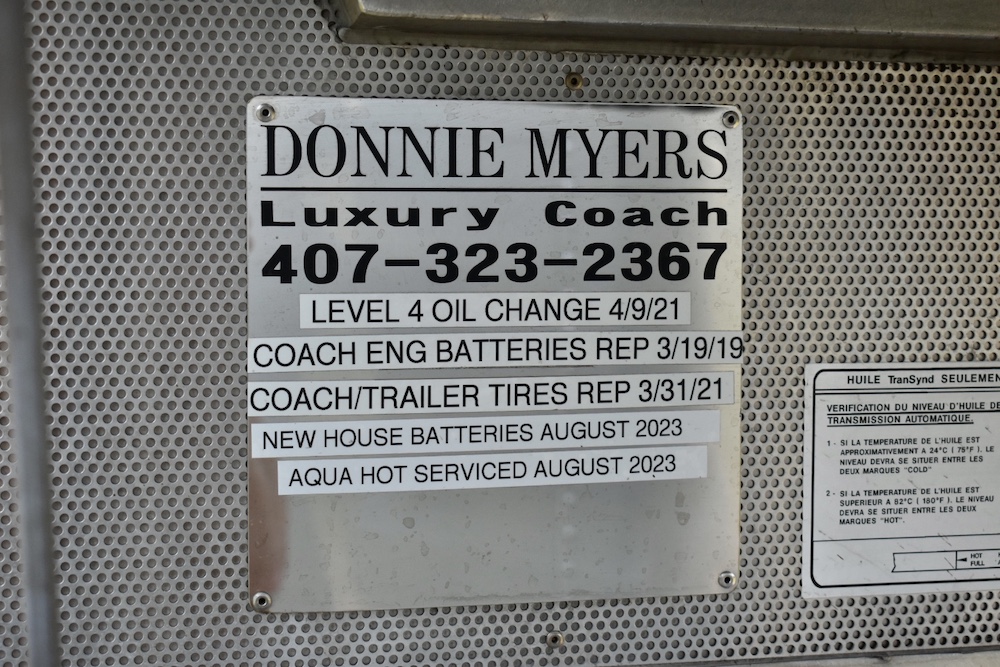 DONNIE MYERS
Luxury Coach
407-323-2367
LEVEL 4 OIL CHANGE 4/9/21
COACH ENG BATTERIES REP 3/19/19
COACH/TRAILER TIRES REP 3/31/21
NEW HOUSE BATTERIES AUGUST 2023
AQUA HOT SERVICED AUGUST 2023
HUILE TranSynd SEULEMEN
VERIFICATION DU NIVEAU D'HUILE DE
TRANSMISSION AUTOMATIQUE.
1 - SI LA TEMPERATURE DE L'HUILE EST
APPROXIMATIVEMENT A 24°C ( 75°F ). LE
NIVEAU DEVRA SE SITUER ENTRE LES
DEUX MARQUES "COLD"
2 - SI LA TEMPERATURE DE L'HUILE EST
SUPERIEUR A 82°C ( 180°F ). LE NIVEAU
DEVRA SE SITUER ENTRE LES DEUX
MARQUES "HOT".
HOT
FULL